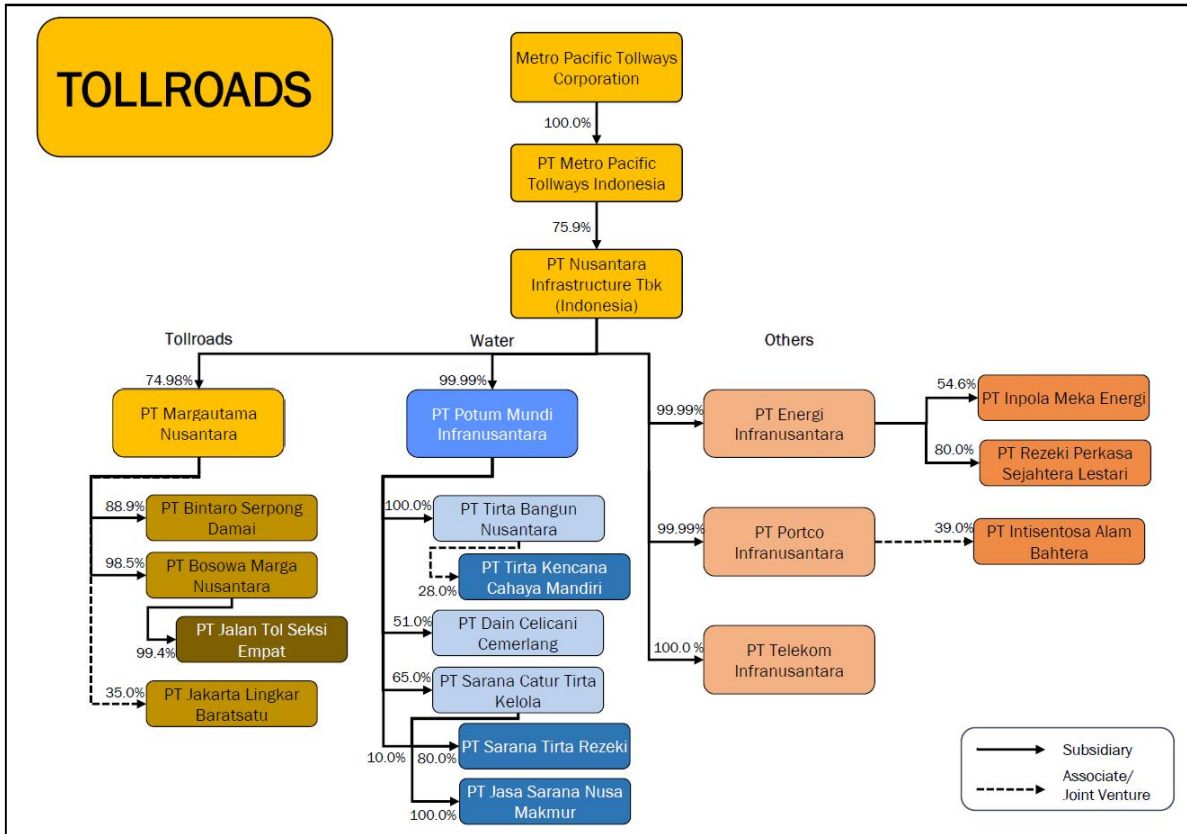 TOLLROADS
Metro Pacific Tollways
Corporation
100.0%
PT Metro Pacific
Tollways Indonesia
75.9%
PT Nusantara
Infrastructure Tbk
(Indonesia)
Tollroads
Water
Others
74.98%
PT Margautama
Nusantara
88.9%
PT Bintaro Serpong
Damai
98.5%
PT Bosowa Marga
Nusantara
99.4%
PT Jalan Tol Seksi
Empat
35.0%
PT Jakarta Lingkar
Baratsatu
99.99%
PT Potum Mundi
Infranusantara
100.0%
PT Tirta Bangun
Nusantara
28.0%
PT Tirta Kencana
Cahaya Mandiri
51.0%
PT Dain Celicani
Cemerlang
65.0%
PT Sarana Catur Tirta
Kelola
10.0%
80.0%
PT Sarana Tirta Rezeki
100.0%
PT Jasa Sarana Nusa
Makmur
99.99%
PT Energi
Infranusantara
54.6%
PT Inpola Meka Energi
80.0%
PT Rezeki Perkasa
Sejahtera Lestari
99.99%
PT Portco
Infranusantara
39.0%
PT Intisentosa Alam
Bahtera
100.0 %
PT Telekom
Infranusantara
Subsidiary
Associate/
Joint Venture